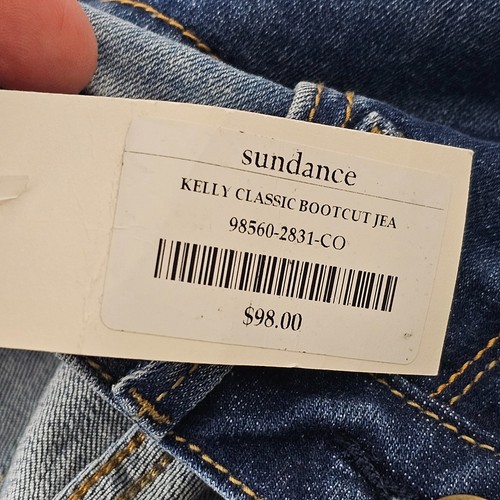 sundance
KELLY CLASSIC BOOTCUT JEA
98560-2831-CO
$98.00